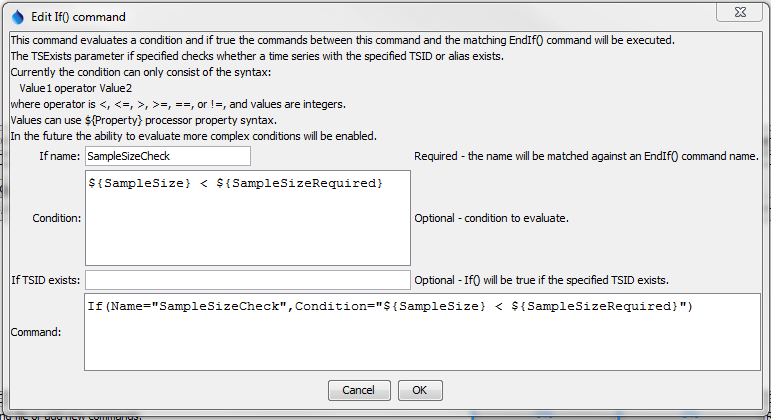 Edit If() command
This command evaluates a condition and if true the commands between this command and the matching EndIf() command will be executed.
The TSExists parameter if specified checks whether a time series with the specified TSID or alias exists.
Currently the condition can only consist of the syntax:
Value1 operator Value2
where operator is <, <=, >, >=, ==, or !=, and values are integers.
Values can use ${Property} processor property syntax.
In the future the ability to evaluate more complex conditions will be enabled.
If name: SampleSizeCheck Required - the name will be matched against an EndIf() command name.
${SampleSize} < ${SampleSizeRequired}
Condition: Optional - condition to evaluate.
If TSID exists: Optional - If() will be true if the specified TSID exists.
If(Name="SampleSizeCheck",Condition="${SampleSize} < ${SampleSizeRequired}")
Command:
Cancel OK